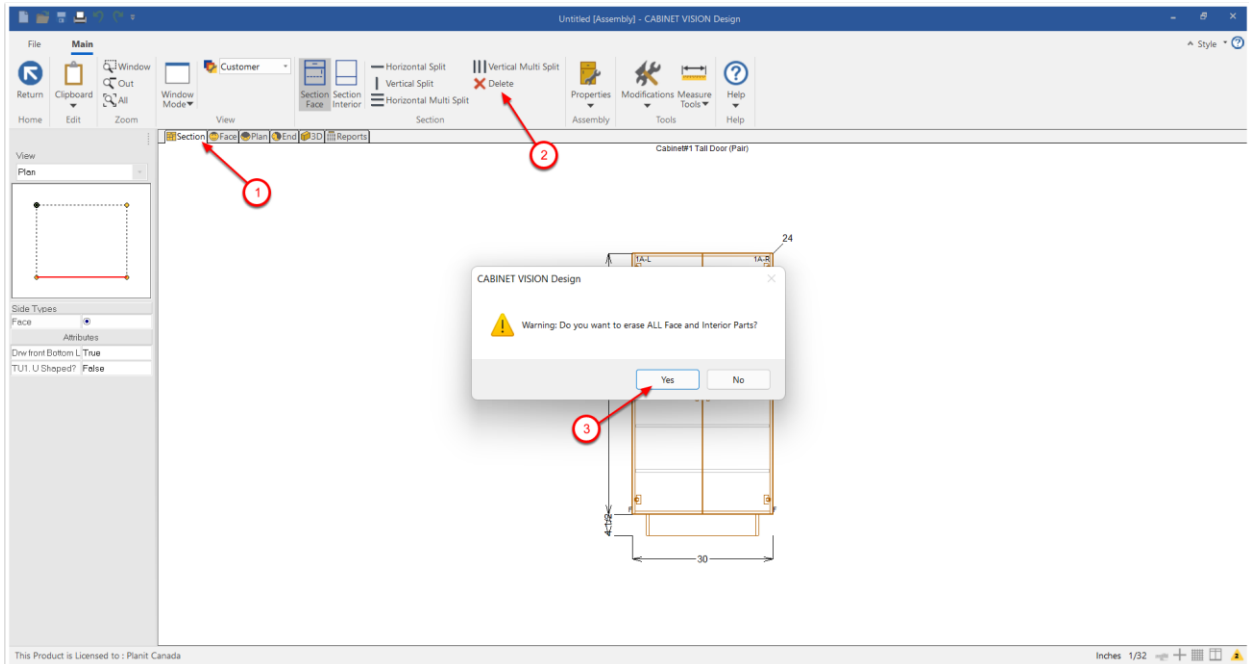 Untitled [Assembly] - CABINET VISION Design
File Main Style
Return Clipboard Window Out All Window Mode Customer Section Face Section Interior Horizontal Split Vertical Split Horizontal Multi Split Vertical Multi Split Delete Properties Modifications Measure Tools Help
Home Edit Zoom View Section Assembly Tools Help
Section Face Plan End 3D Reports
Cabinet#1 Tall Door (Pair)
View
Plan
1
2
24
1A-L 1A-R
CABINET VISION Design
Warning: Do you want to erase ALL Face and Interior Parts?
Yes No
3
Side Types
Face
Attributes
Drw front Bottom L True
TU1. U Shaped? False
F F
4 1/2
30
This Product is Licensed to : Planit Canada
Inches 1/32